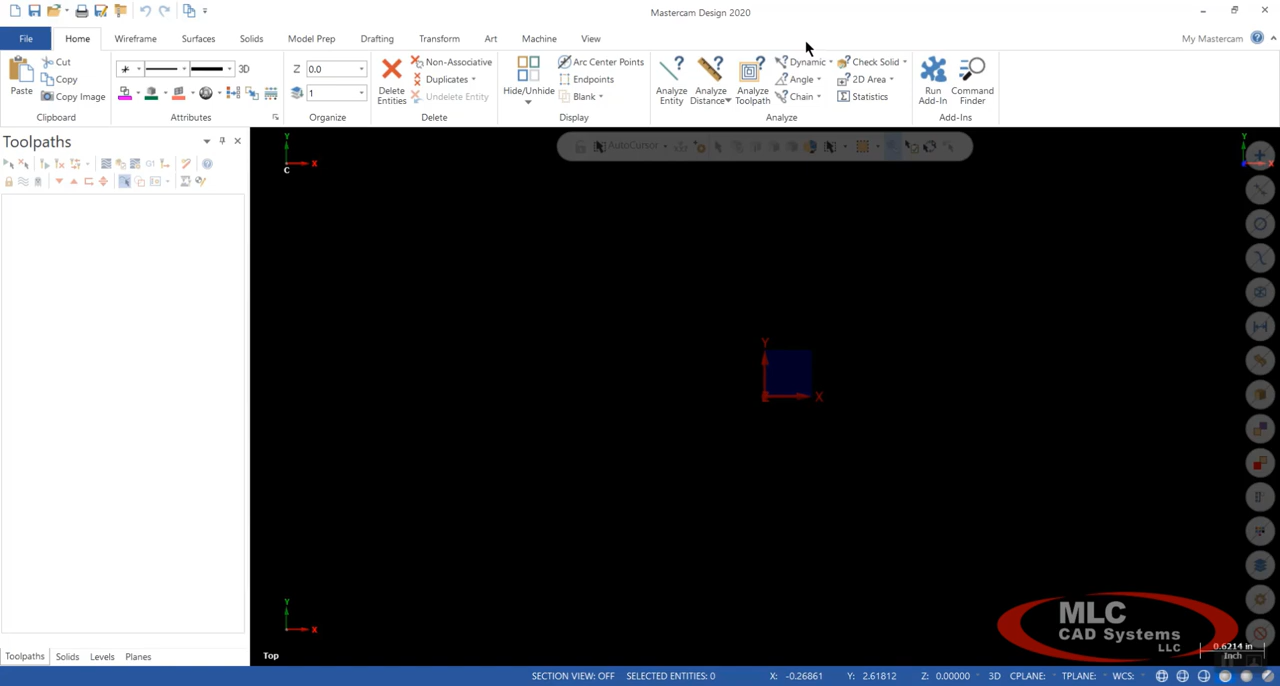 Mastercam Design 2020
File Home Wireframe Surfaces Solids Model Prep Drafting Transform Art Machine View My Mastercam
Paste
Cut
Copy
Copy Image
Clipboard
3D
Attributes
Z 0.0
1
Organize
Delete Entities
Non-Associative
Duplicates
Undelete Entity
Delete
Hide/Unhide
Arc Center Points
Endpoints
Blank
Display
Analyze Entity
Analyze Distance
Analyze Toolpath
Dynamic
Angle
Chain
Check Solid
2D Area
Statistics
Analyze
Run Add-In
Command Finder
Add-Ins
Toolpaths
G1
AutoCursor
Y
X
C
Y
X
Y
X
Y
X
Top
MLC
CAD Systems
LLC
0.6214 in
Inch
Toolpaths Solids Levels Planes
SECTION VIEW: OFF SELECTED ENTITIES: 0 X: -0.26861 Y: 2.61812 Z: 0.00000 3D CPLANE: TPLANE: WCS: